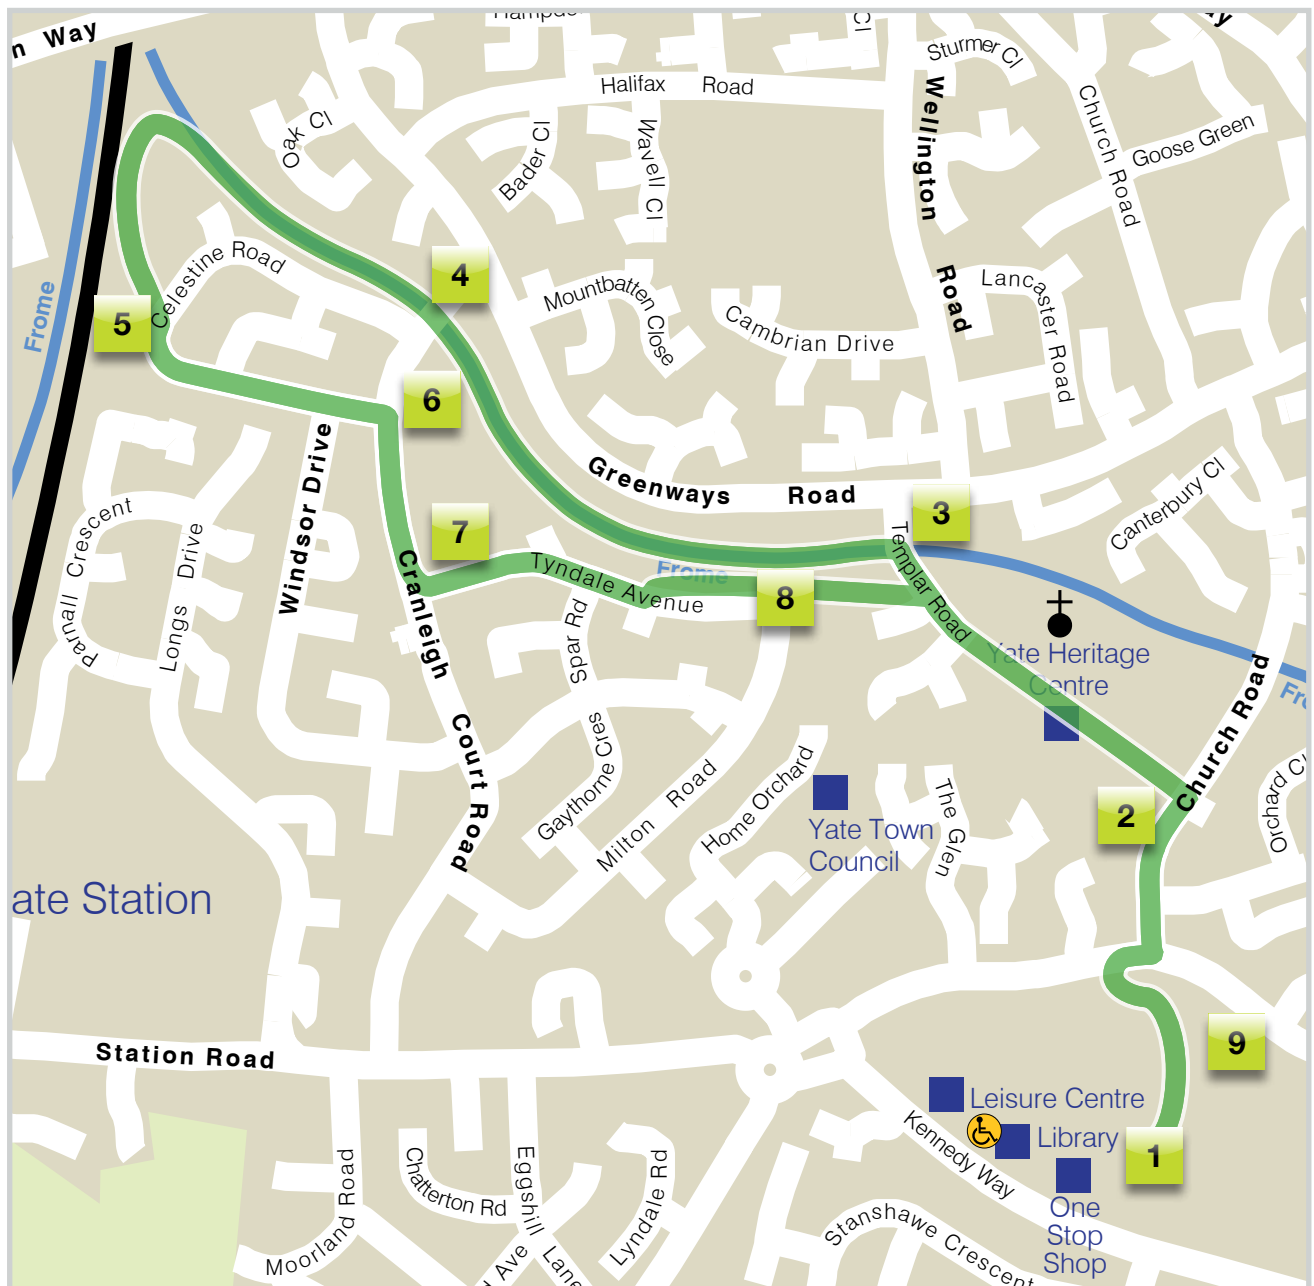 n Way
Hampde
Cl
ay
Sturmer Cl
Halifax Road
Oak Cl
Bader Cl
Wavell Cl
Wellington
Road
Church Road
Goose Green
4
Celestine Road
Mountbatten
Close
Cambrian Drive
Lancaster Road
Frome
5
6
Windsor Drive
Greenways Road
3
Canterbury Cl
7
Parnall Crescent
Longs Drive
Cranleigh
Court Road
Tyndale Avenue
Frome
8
Templar Road
Spar Rd
Yate Heritage
Centre
Church Road
Fro
Gaythorne Cres
Milton Road
Home Orchard
Yate Town
Council
The Glen
2
Orchard Cl
ate Station
Station Road
9
Leisure Centre
Library
1
Kennedy Way
One
Stop
Shop
Moorland Road
Chatterton Rd
Eggshill
Lane
Lyndale Rd
Ave
Stanshawe Crescent